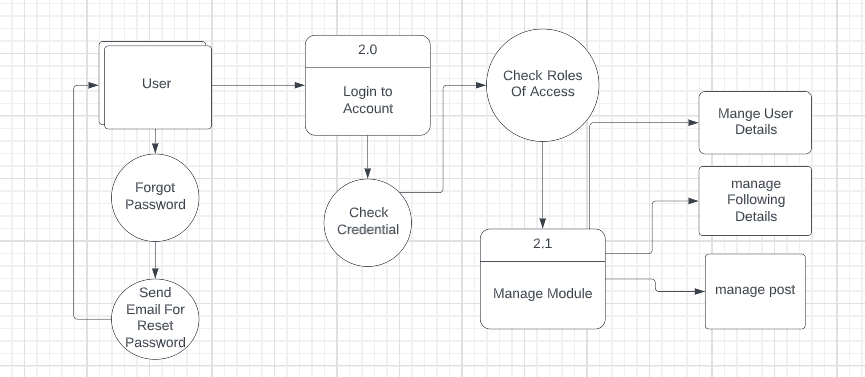 User
Forgot
Password
Send
Email For
Reset
Password
2.0
Login to
Account
Check
Credential
Check Roles
Of Access
2.1
Manage Module
Mange User
Details
manage
Following
Details
manage post